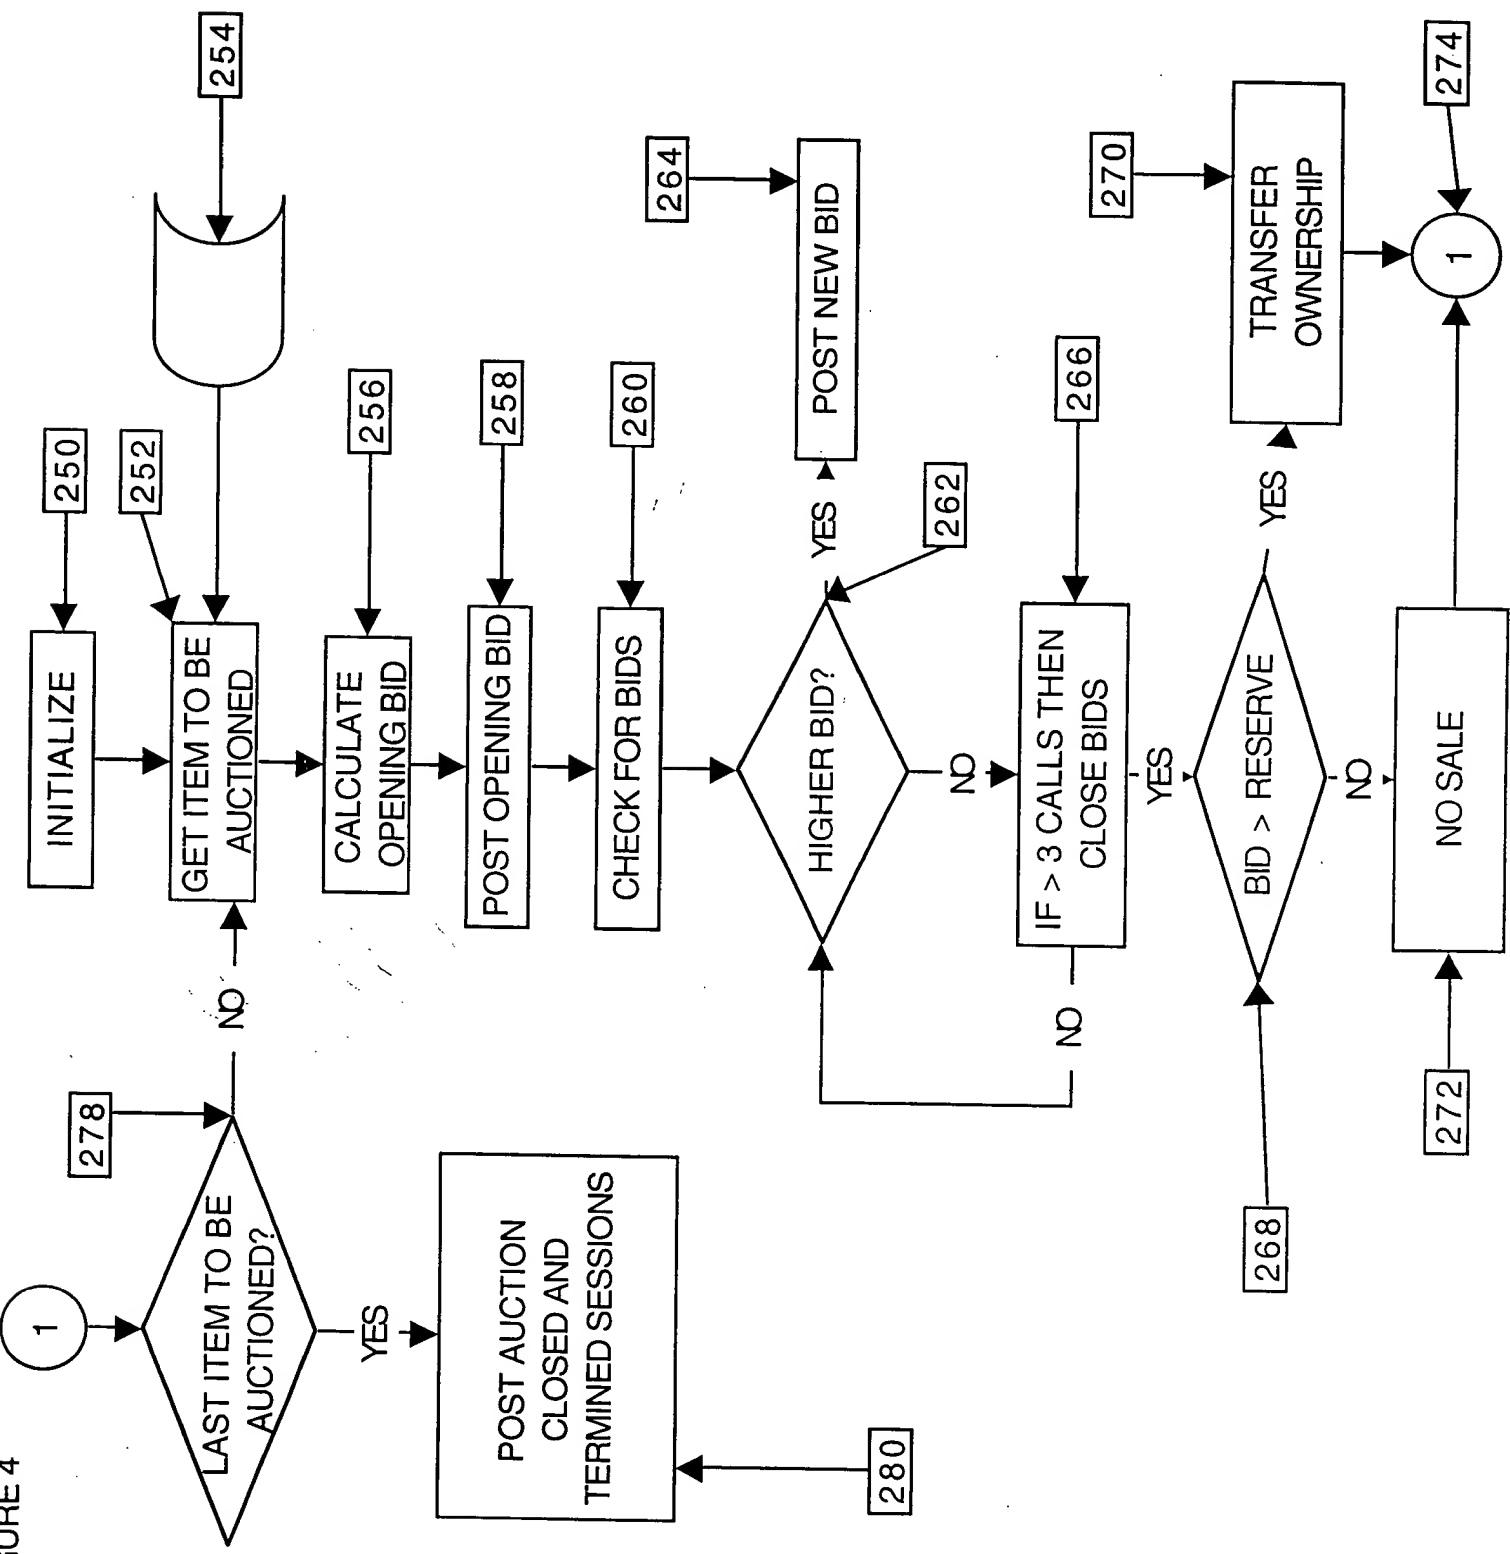 URE 4
1
278
LAST ITEM TO BE
AUCTIONED?
NO
YES
POST AUCTION
CLOSED AND
TERMINED SESSIONS
280
INITIALIZE
250
252
GET ITEM TO BE
AUCTIONED
254
CALCULATE
OPENING BID
256
POST OPENING BID
258
CHECK FOR BIDS
260
HIGHER BID?
YES
262
POST NEW BID
264
NO
IF > 3 CALLS THEN
CLOSE BIDS
266
NO
YES
BID > RESERVE
268
YES
TRANSFER
OWNERSHIP
270
NO
NO SALE
272
1
274